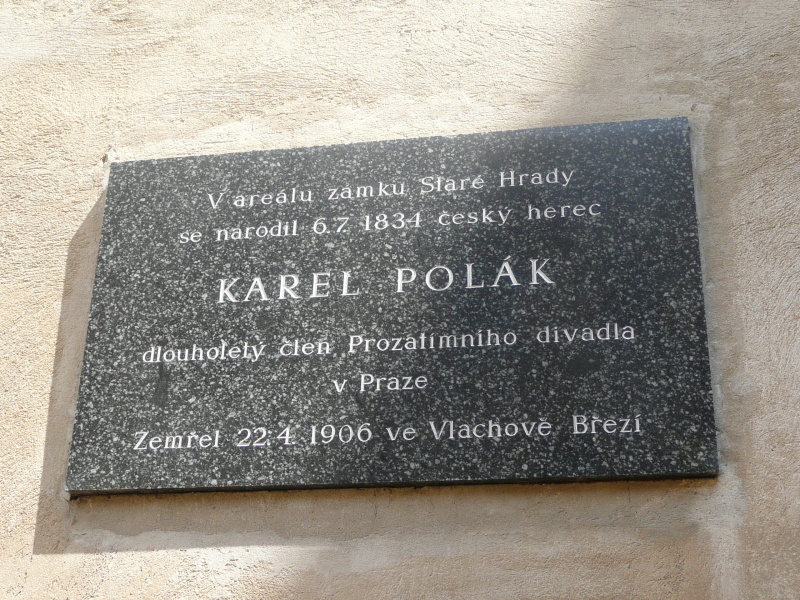 V areálu zámku Staré Hrady
se narodil 6.7. 1834 český herec
KAREL POLÁK
dlouholetý člen Prozatimního divadla
v Praze
Zemřel 22.4. 1906 ve Vlachově Březí